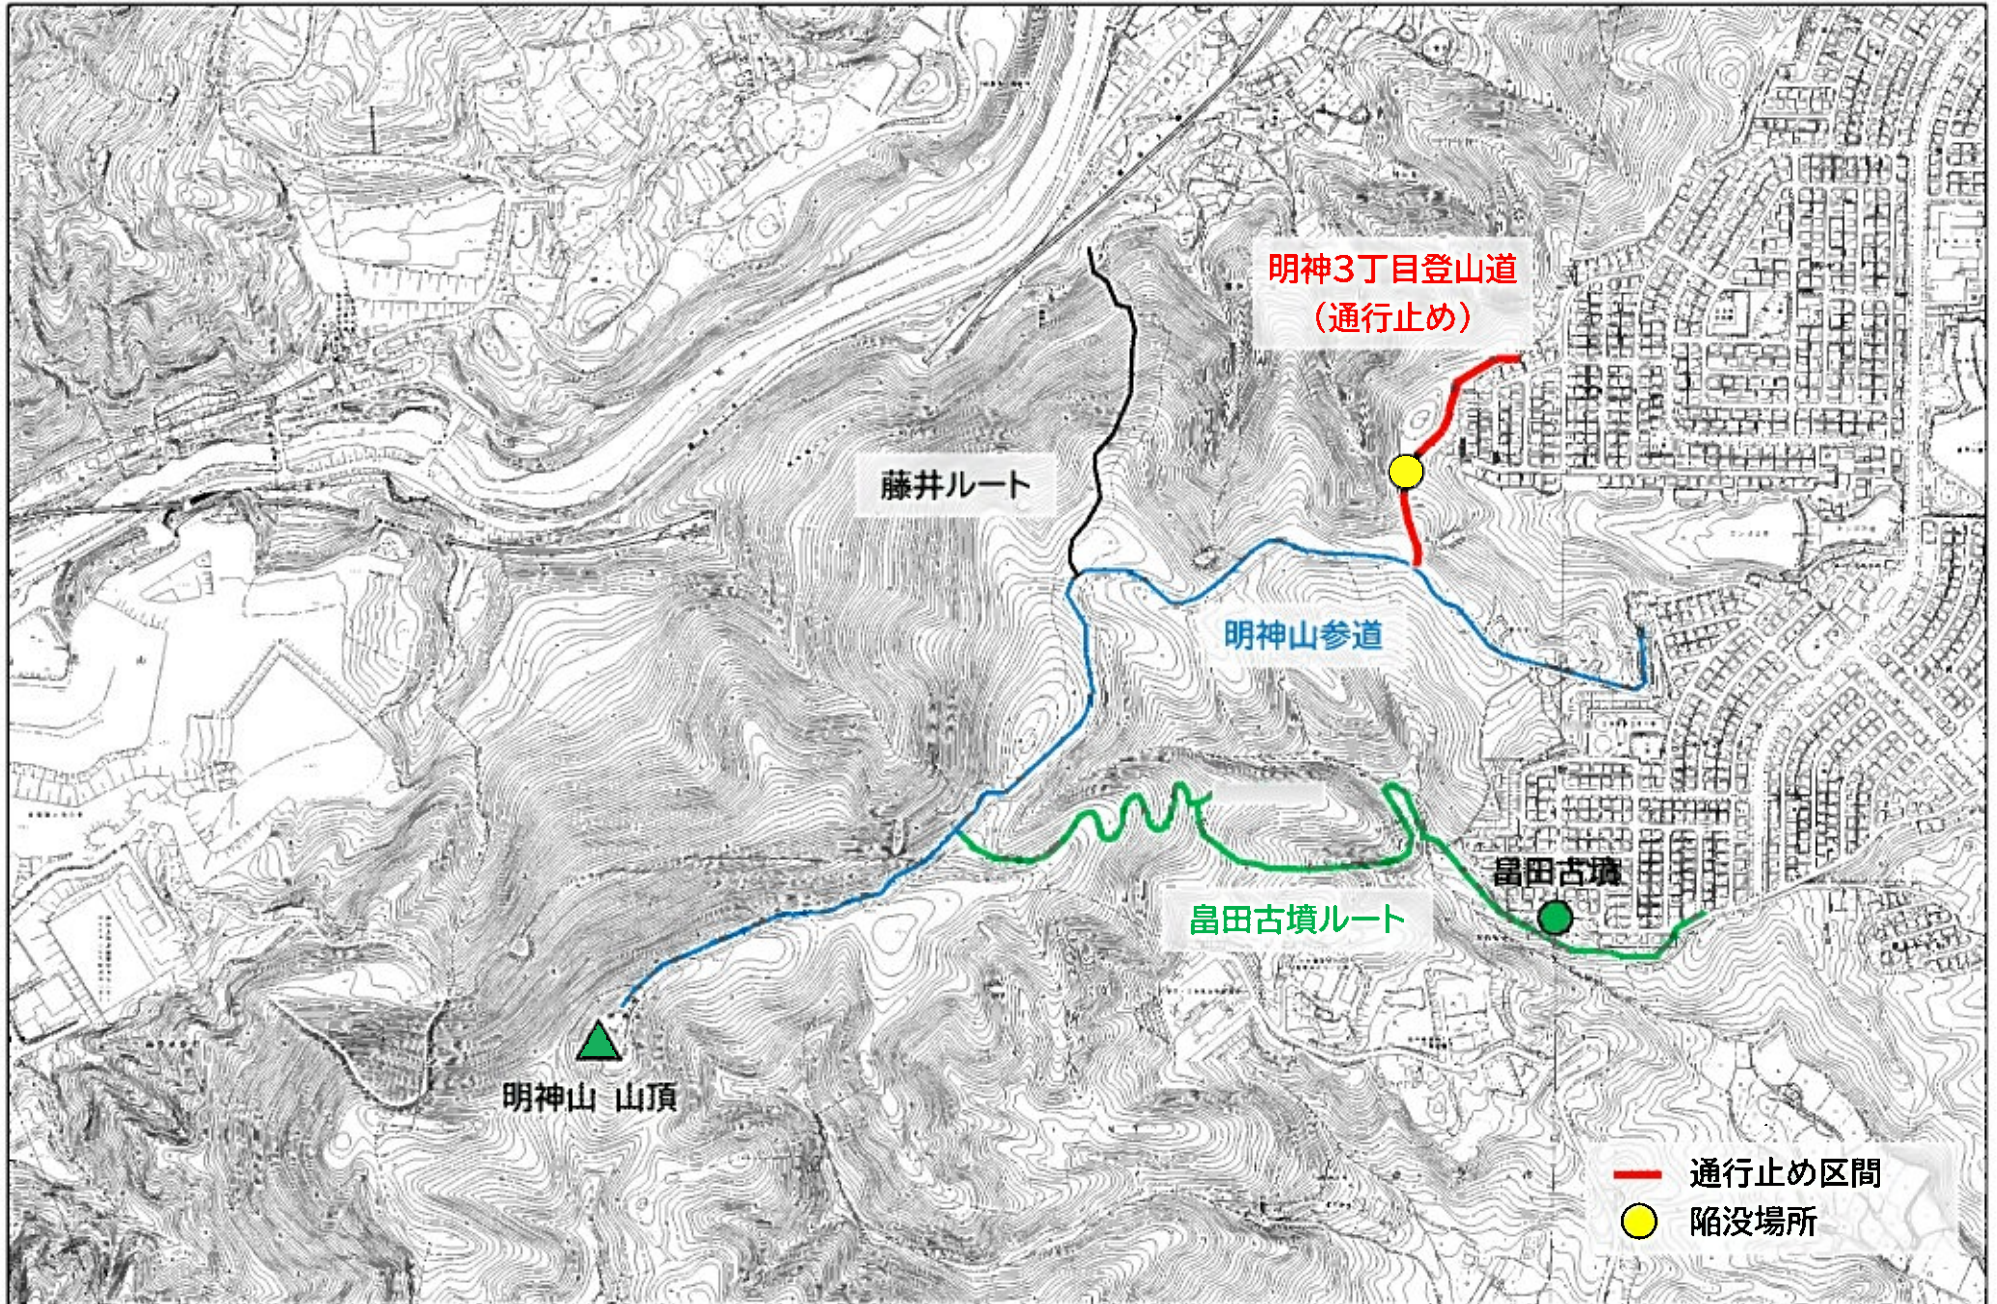 明神3丁目登山道
（通行止め）
藤井ルート
明神山参道
畠田古墳
畠田古墳ルート
明神山 山頂
通行止め区間
陥没場所